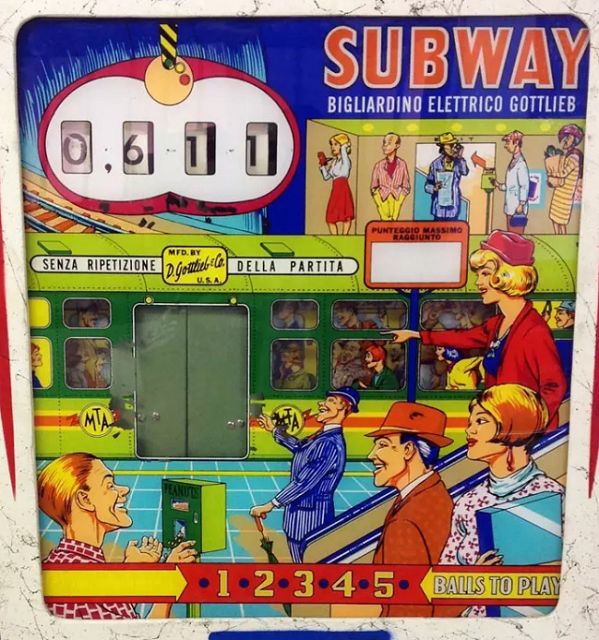 SUBWAY
BIGLIARDINO ELETTRICO GOTTLIEB
0,611
PUNTEGGIO MASSIMO
RAGGIUNTO
SENZA RIPETIZIONE
MFD. BY
D. Gottlieb & Co.
U.S.A.
DELLA PARTITA
MTA
MTA
PEANUTS
·1·2·3·4·5·
BALLS TO PLAY